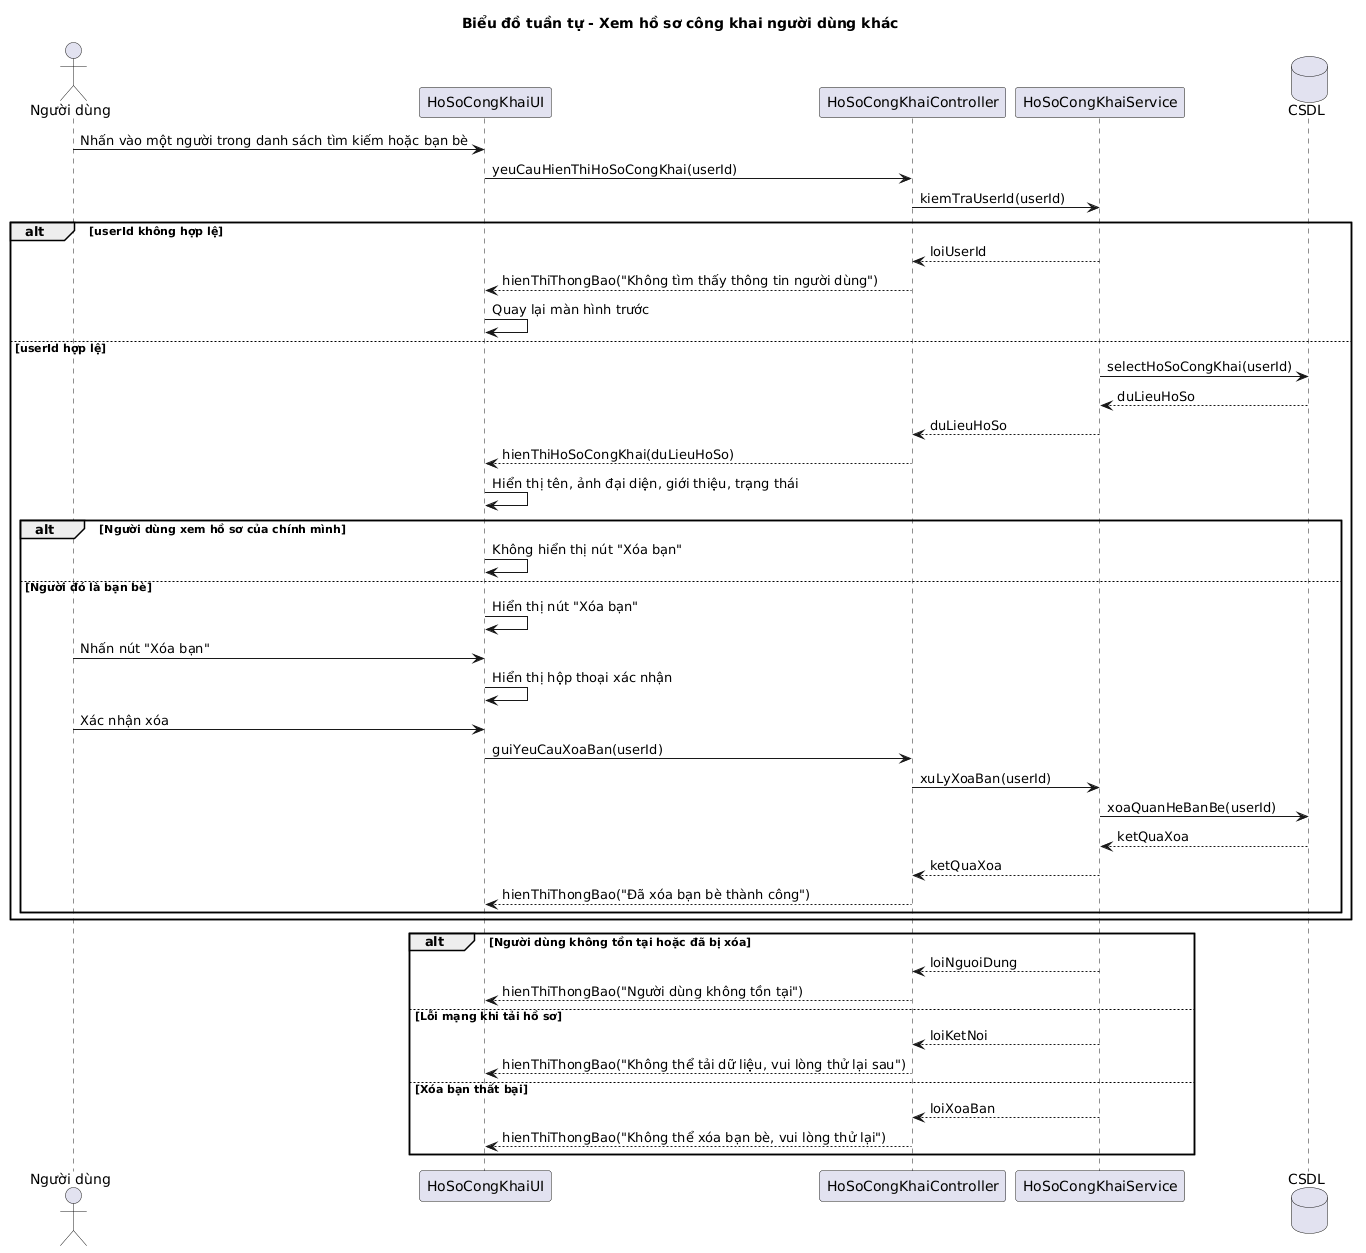 Biểu đồ tuần tự - Xem hồ sơ công khai người dùng khác
Người dùng
HoSoCongKhaiUI
HoSoCongKhaiController
HoSoCongKhaiService
CSDL
Nhấn vào một người trong danh sách tìm kiếm hoặc bạn bè
yeuCauHienThiHoSoCongKhai(userId)
kiemTraUserId(userId)
alt [userId không hợp lệ]
loiUserId
hienThiThongBao("Không tìm thấy thông tin người dùng")
Quay lại màn hình trước
[userId hợp lệ]
selectHoSoCongKhai(userId)
duLieuHoSo
duLieuHoSo
hienThiHoSoCongKhai(duLieuHoSo)
Hiển thị tên, ảnh đại diện, giới thiệu, trạng thái
alt [Người dùng xem hồ sơ của chính mình]
Không hiển thị nút "Xóa bạn"
[Người đó là bạn bè]
Hiển thị nút "Xóa bạn"
Nhấn nút "Xóa bạn"
Hiển thị hộp thoại xác nhận
Xác nhận xóa
guiYeuCauXoaBan(userId)
xuLyXoaBan(userId)
xoaQuanHeBanBe(userId)
ketQuaXoa
ketQuaXoa
hienThiThongBao("Đã xóa bạn bè thành công")
alt [Người dùng không tồn tại hoặc đã bị xóa]
loiNguoiDung
hienThiThongBao("Người dùng không tồn tại")
[Lỗi mạng khi tải hồ sơ]
loiKetNoi
hienThiThongBao("Không thể tải dữ liệu, vui lòng thử lại sau")
[Xóa bạn thất bại]
loiXoaBan
hienThiThongBao("Không thể xóa bạn bè, vui lòng thử lại")
Người dùng
HoSoCongKhaiUI
HoSoCongKhaiController
HoSoCongKhaiService
CSDL